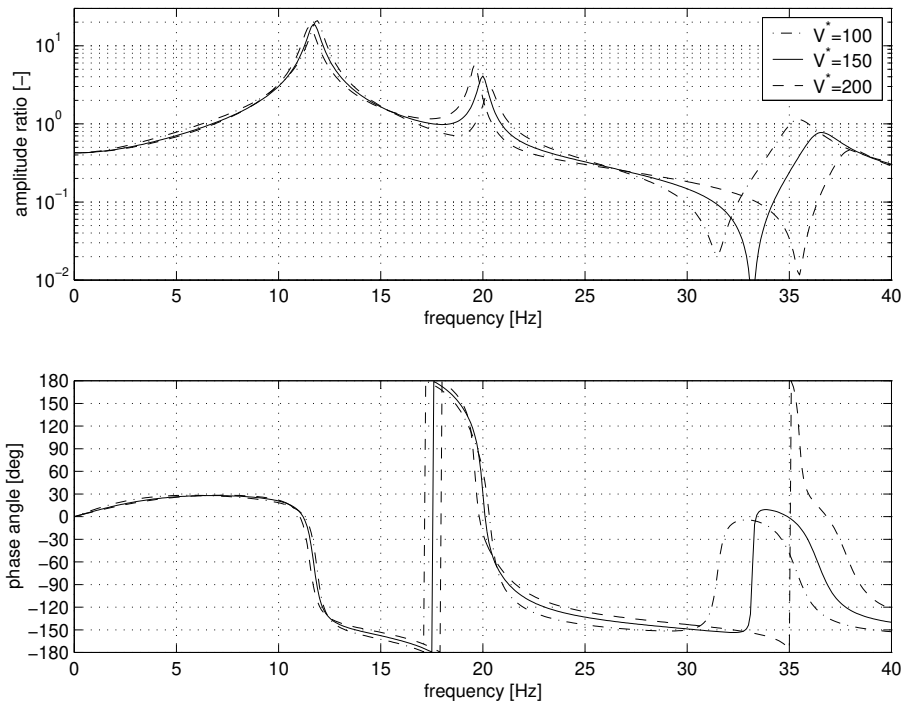 10^1
10^0
10^-1
10^-2
amplitude ratio [–]
V*=100
V*=150
V*=200
0 5 10 15 20 25 30 35 40
frequency [Hz]
180
150
120
90
60
30
0
−30
−60
−90
−120
−150
−180
phase angle [deg]
0 5 10 15 20 25 30 35 40
frequency [Hz]